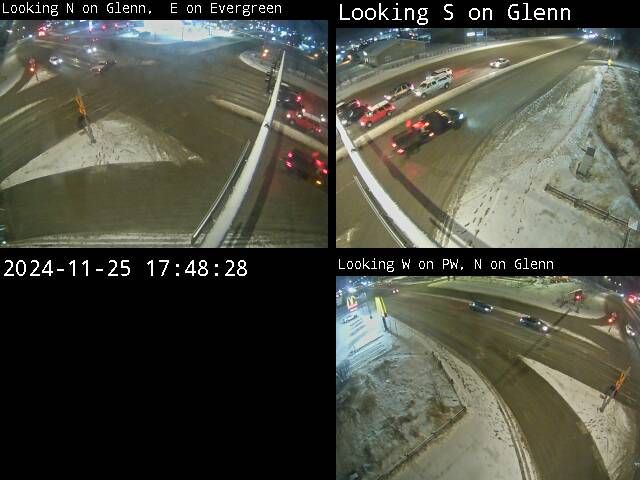 Looking N on Glenn,  E on Evergreen
Looking S on Glenn
2024-11-25 17:48:28
Looking W on PW, N on Glenn